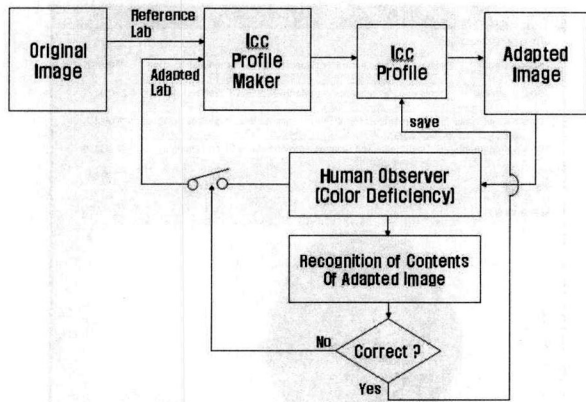 Original
Image
Reference
Lab
Adapted
Lab
Icc
Profile
Maker
Icc
Profile
Adapted
Image
save
Human Observer
(Color Deficiency)
Recognition of Contents
Of Adapted Image
Correct ?
No
Yes